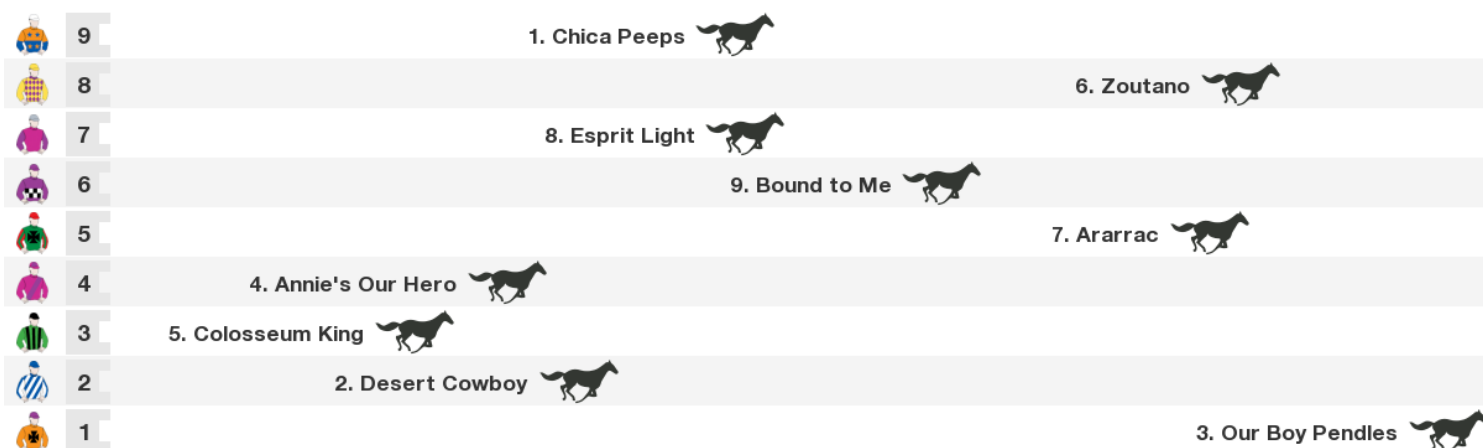 9 1. Chica Peeps
8 6. Zoutano
7 8. Esprit Light
6 9. Bound to Me
5 7. Ararrac
4 4. Annie's Our Hero
3 5. Colosseum King
2 2. Desert Cowboy
1 3. Our Boy Pendles